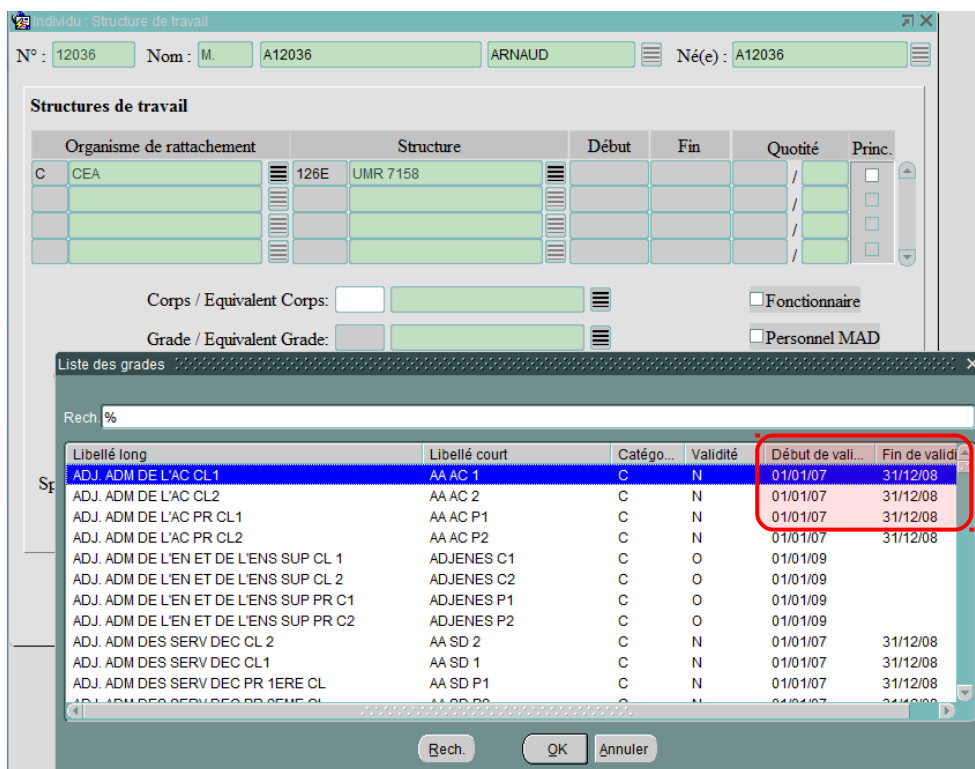 Individu : Structure de travail
N° : 12036 Nom : M. A12036 ARNAUD Né(e) : A12036
Structures de travail
Organisme de rattachement Structure Début Fin Quotité Princ.
C CEA 126E UMR 7158 /
/
/
/
Corps / Equivalent Corps: Fonctionnaire
Grade / Equivalent Grade: Personnel MAD
Liste des grades
Rech. %
Libellé long Libellé court Catégo... Validité Début de vali... Fin de validi
ADJ. ADM DE L'AC CL1 AA AC 1 C N 01/01/07 31/12/08
Sp
ADJ. ADM DE L'AC CL2 AA AC 2 C N 01/01/07 31/12/08
ADJ. ADM DE L'AC PR CL1 AA AC P1 C N 01/01/07 31/12/08
ADJ. ADM DE L'AC PR CL2 AA AC P2 C N 01/01/07 31/12/08
ADJ. ADM DE L'EN ET DE L'ENS SUP CL 1 ADJENES C1 C O 01/01/09
ADJ. ADM DE L'EN ET DE L'ENS SUP CL 2 ADJENES C2 C O 01/01/09
ADJ. ADM DE L'EN ET DE L'ENS SUP PR C1 ADJENES P1 C O 01/01/09
ADJ. ADM DE L'EN ET DE L'ENS SUP PR C2 ADJENES P2 C O 01/01/09
ADJ. ADM DES SERV DEC CL 2 AA SD 2 C N 01/01/07 31/12/08
ADJ. ADM DES SERV DEC CL1 AA SD 1 C N 01/01/07 31/12/08
ADJ. ADM DES SERV DEC PR 1ERE CL AA SD P1 C N 01/01/07 31/12/08
Rech. OK Annuler